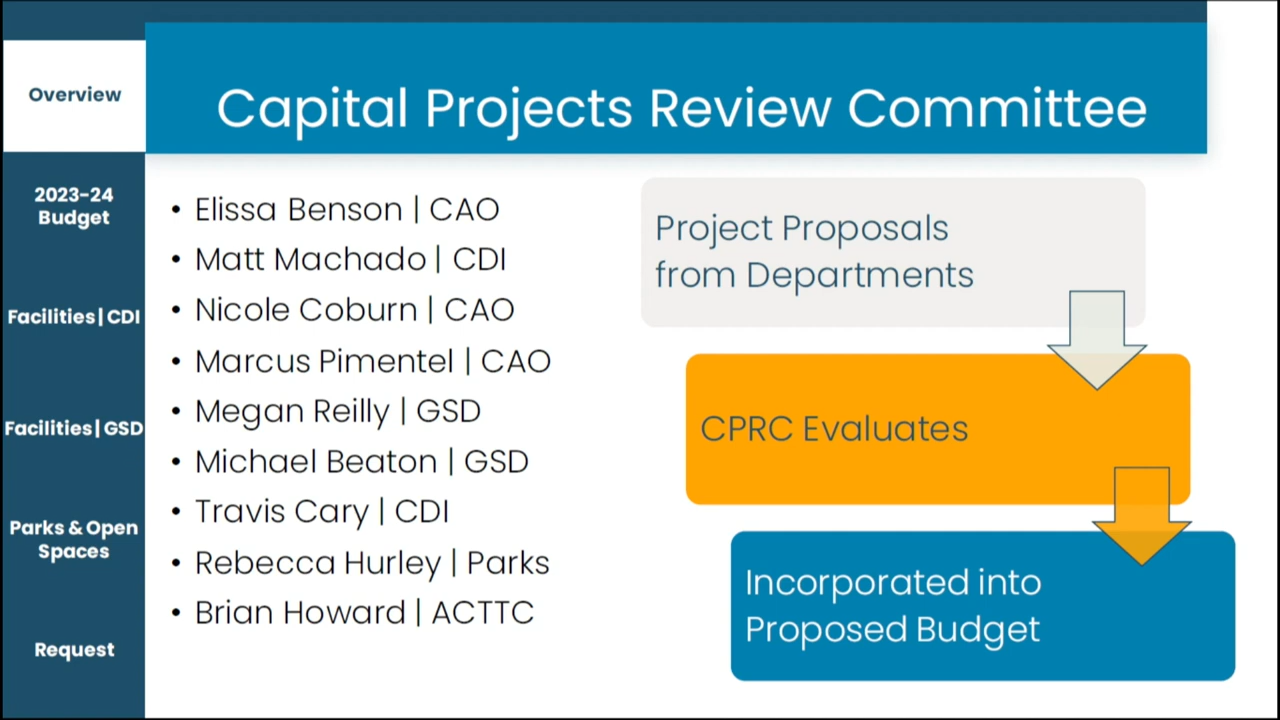 Capital Projects Review Committee
Overview
2023-24
Budget
Facilities | CDI
Facilities | GSD
Parks & Open
Spaces
Request
• Elissa Benson | CAO
• Matt Machado | CDI
• Nicole Coburn | CAO
• Marcus Pimentel | CAO
• Megan Reilly | GSD
• Michael Beaton | GSD
• Travis Cary | CDI
• Rebecca Hurley | Parks
• Brian Howard | ACTTC
Project Proposals
from Departments
CPRC Evaluates
Incorporated into
Proposed Budget